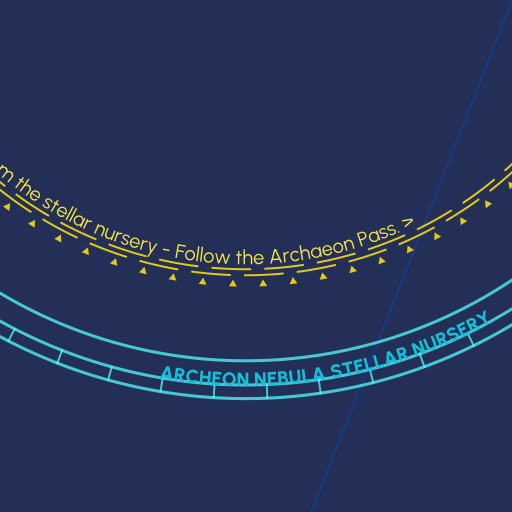 the stellar nursery - Follow the Archaeon Pass. >
ARCHEON NEBULA STELLAR NURSERY